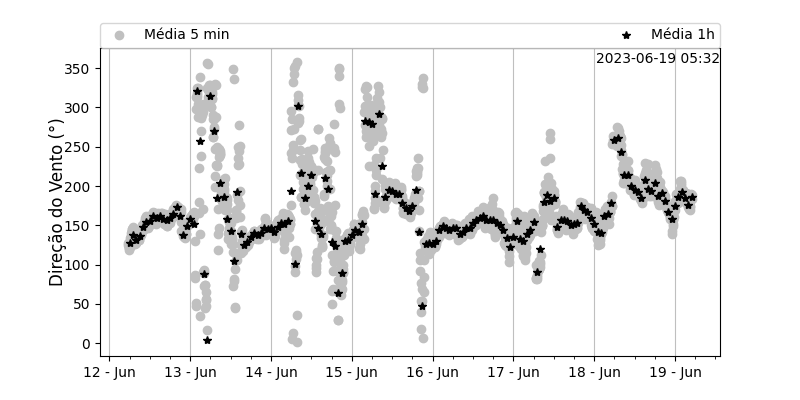 Média 5 min
Média 1h
2023-06-19 05:32
Direção do Vento (°)
350
300
250
200
150
100
50
0
12 - Jun
13 - Jun
14 - Jun
15 - Jun
16 - Jun
17 - Jun
18 - Jun
19 - Jun